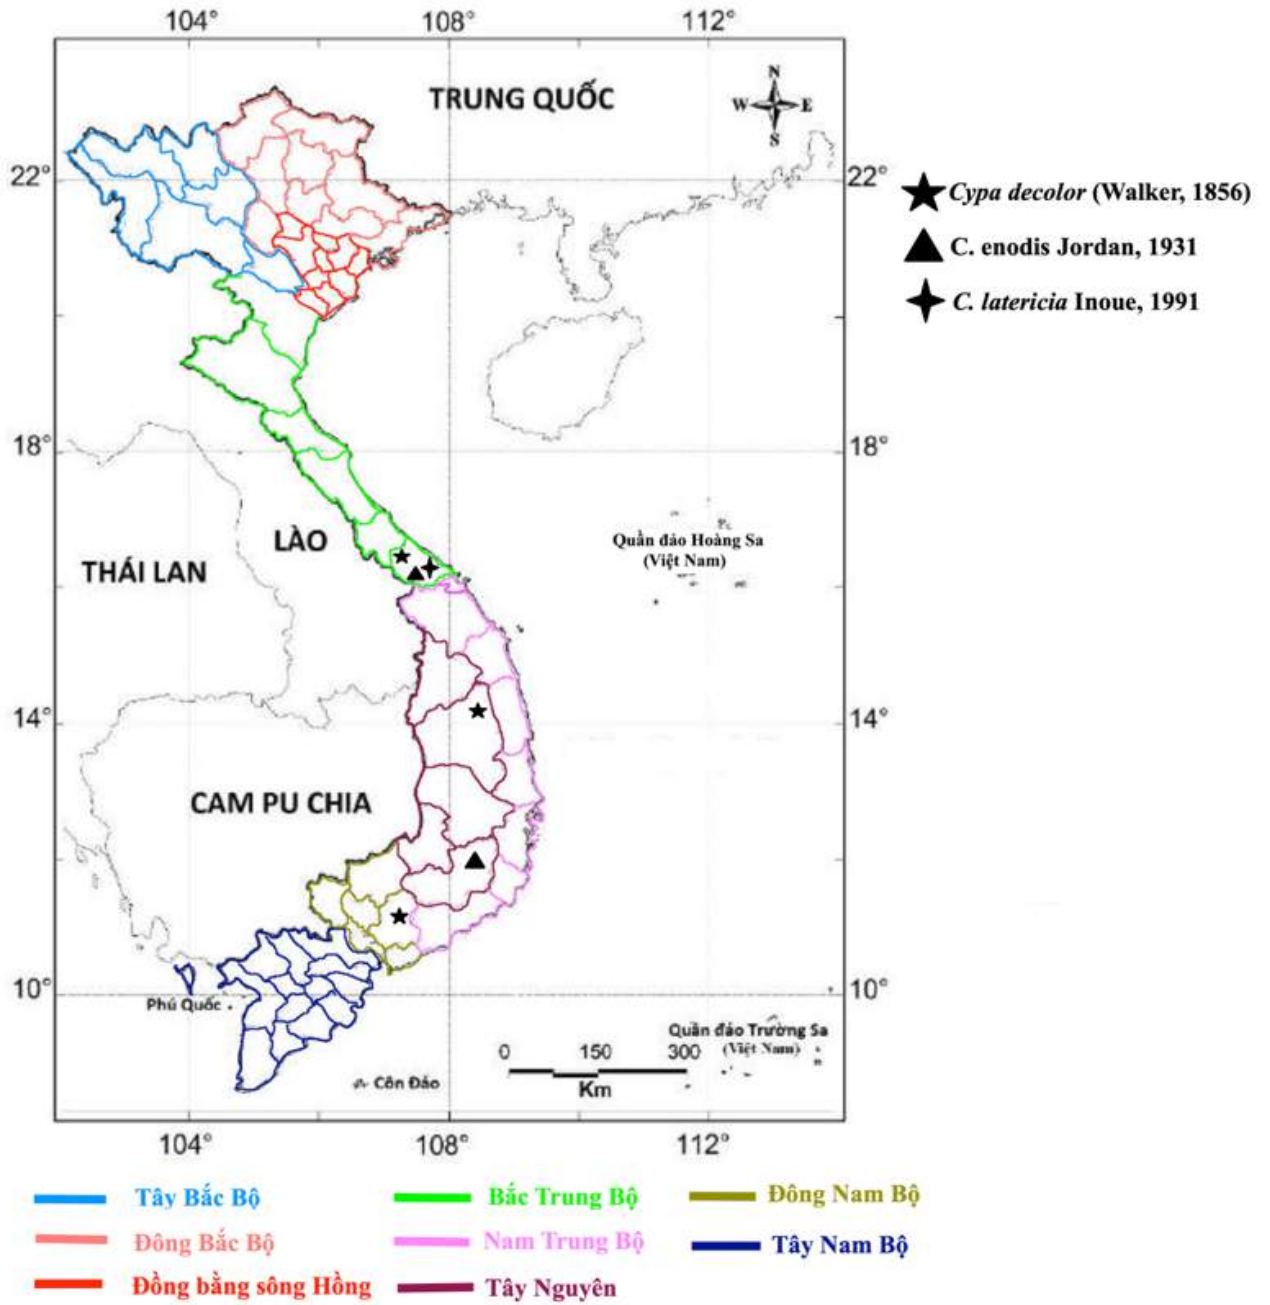 104° 108° 112°
TRUNG QUỐC
N
W E
S
22° 22°
Cypa decolor (Walker, 1856)
C. enodis Jordan, 1931
C. latericia Inoue, 1991
18° 18°
LÀO
Quần đảo Hoàng Sa
(Việt Nam)
THÁI LAN
14° 14°
CAM PU CHIA
10° 10°
Phú Quốc
Quần đảo Trường Sa
(Việt Nam)
0 150 300
Km
Côn Đảo
104° 108° 112°
Tây Bắc Bộ Bắc Trung Bộ Đông Nam Bộ
Đông Bắc Bộ Nam Trung Bộ Tây Nam Bộ
Đồng bằng sông Hồng Tây Nguyên